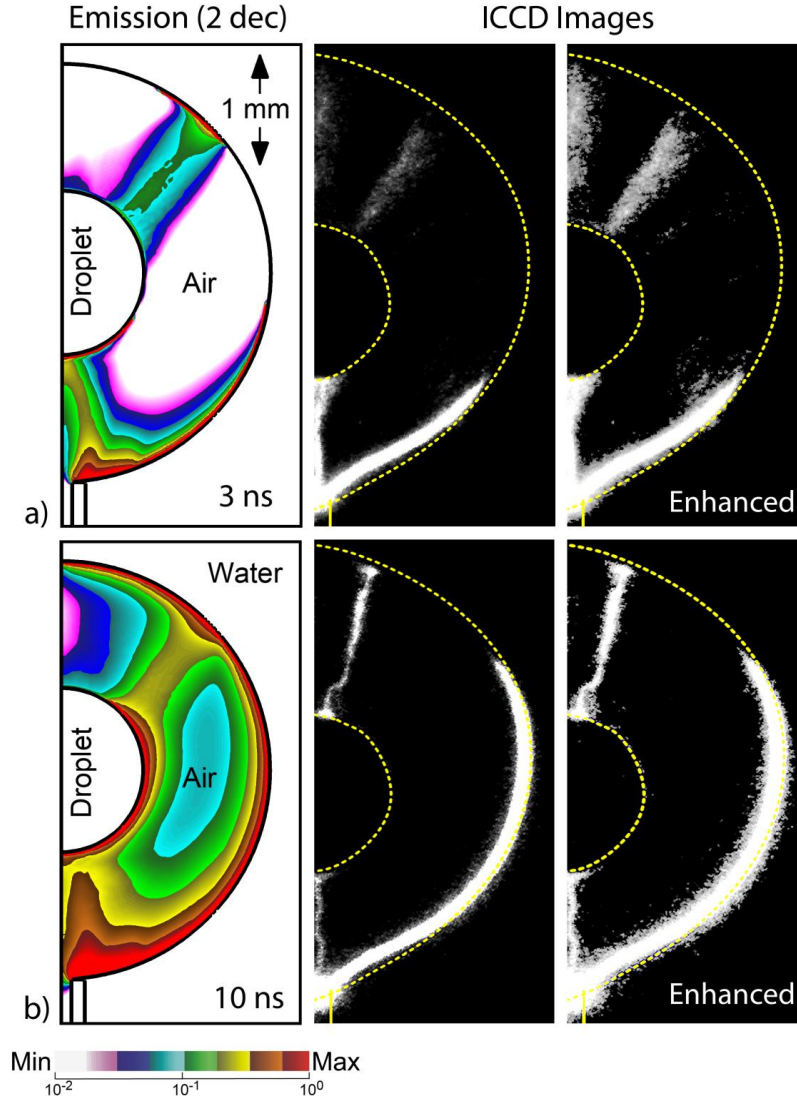 Emission (2 dec)
ICCD Images
1 mm
Droplet
Air
3 ns
a)
Enhanced
Water
Droplet
Air
10 ns
b)
Enhanced
Min
Max
10⁻²
10⁻¹
10⁰